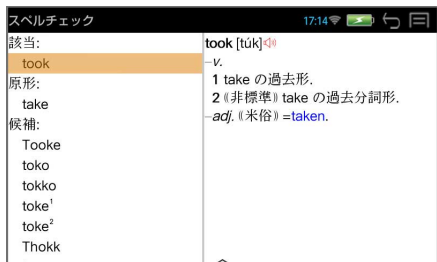 スペルチェック 17:14
該当:
took
原形:
take
候補:
Tooke
toko
tokko
toke¹
toke²
Thokk
took [túk]
–v.
1 take の過去形.
2 《非標準》 take の過去分詞形.
–adj. 《米俗》 =taken.